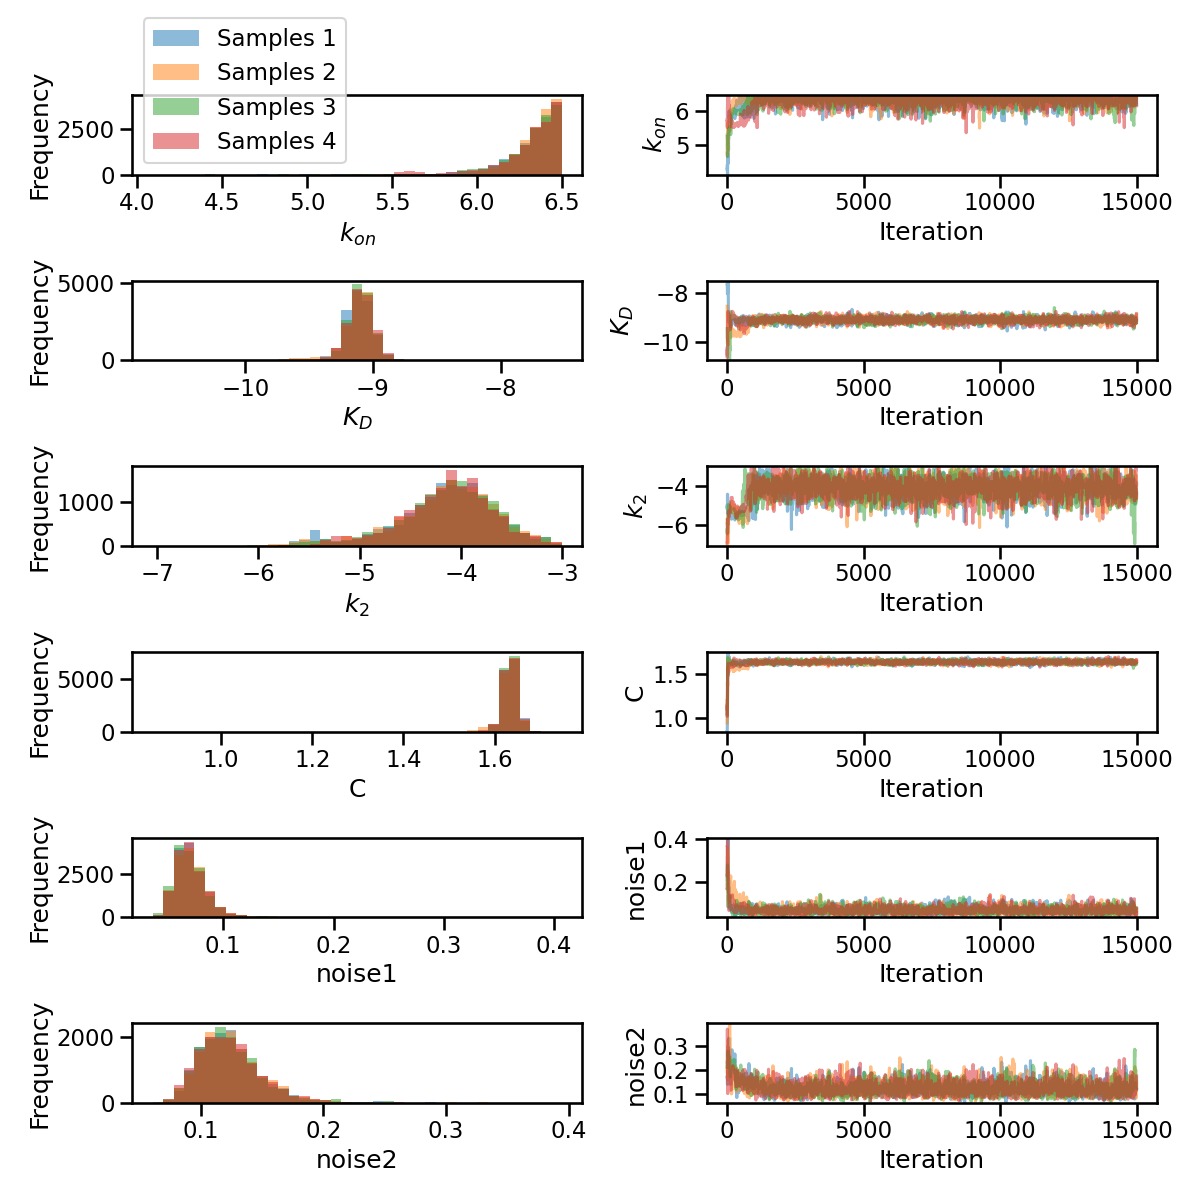 Samples 1
Samples 2
Samples 3
Samples 4
Frequency
2500
0
4.0 4.5 5.0 5.5 6.0 6.5
k_{on}
k_{on}
6
5
0 5000 10000 15000
Iteration
Frequency
5000
0
−10 −9 −8
K_D
K_D
−8
−10
0 5000 10000 15000
Iteration
Frequency
1000
0
−7 −6 −5 −4 −3
k_2
k_2
−4
−6
0 5000 10000 15000
Iteration
Frequency
5000
0
1.0 1.2 1.4 1.6
C
C
1.5
1.0
0 5000 10000 15000
Iteration
Frequency
2500
0
0.1 0.2 0.3 0.4
noise1
noise1
0.4
0.2
0 5000 10000 15000
Iteration
Frequency
2000
0
0.1 0.2 0.3 0.4
noise2
noise2
0.3
0.2
0.1
0 5000 10000 15000
Iteration